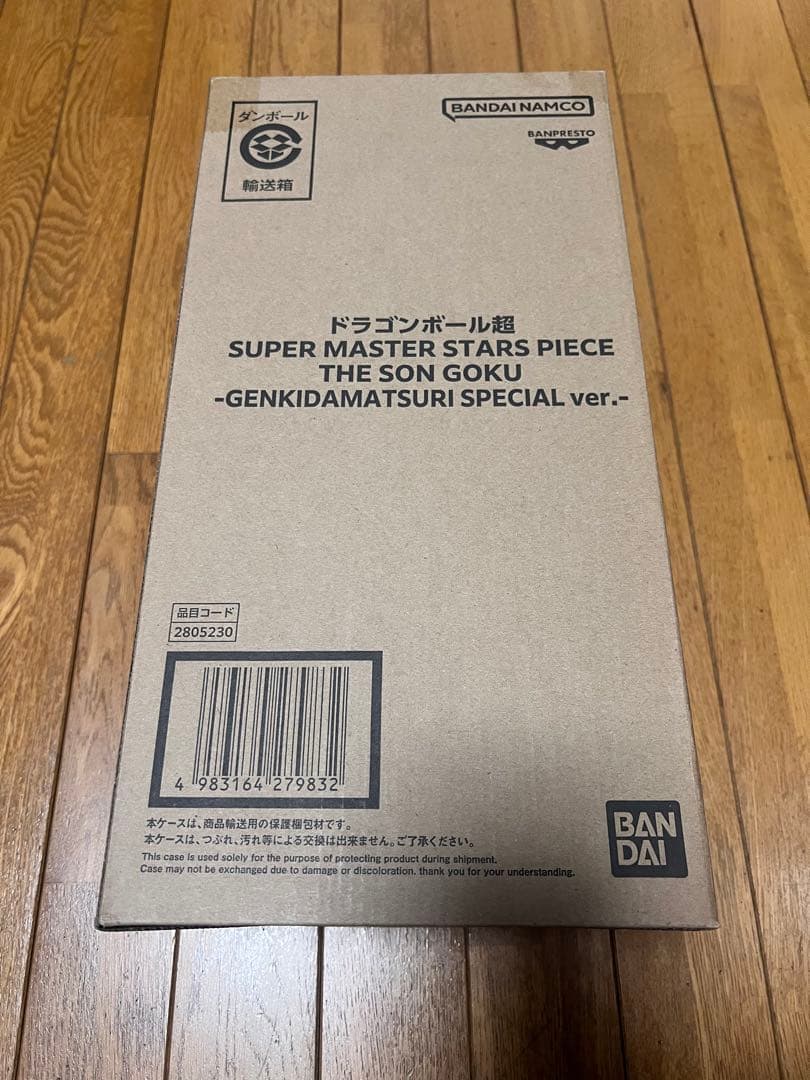 ダンボール
輸送箱
BANDAI NAMCO
BANPRESTO
ドラゴンボール超
SUPER MASTER STARS PIECE
THE SON GOKU
-GENKIDAMATSURI SPECIAL ver.-
品目コード
2805230
4 983164 279832
本ケースは、商品輸送用の保護梱包材です。
本ケースは、つぶれ、汚れ等による交換は出来ません。ご了承ください。
This case is used solely for the purpose of protecting product during shipment.
Case may not be exchanged due to damage or discoloration. thank you for your understanding.
BAN
DAI